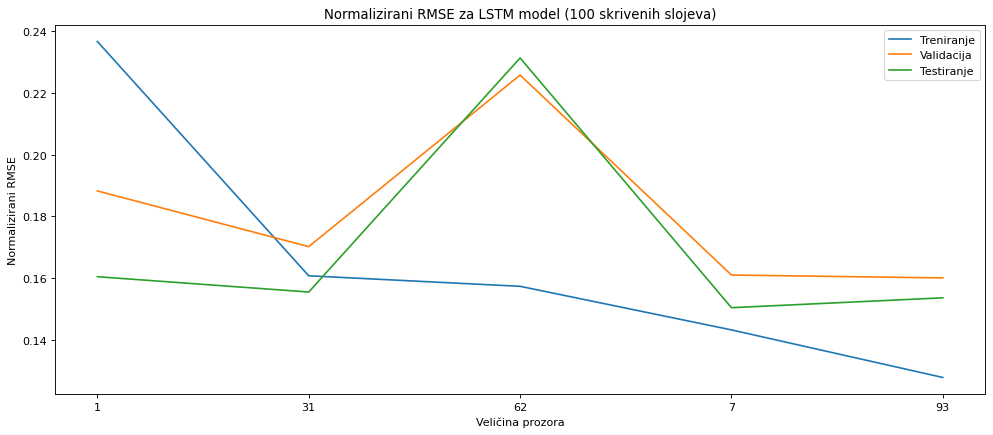 Normalizirani RMSE za LSTM model (100 skrivenih slojeva)
Treniranje
Validacija
Testiranje
Normalizirani RMSE
0.24
0.22
0.20
0.18
0.16
0.14
1 31 62 7 93
Veličina prozora